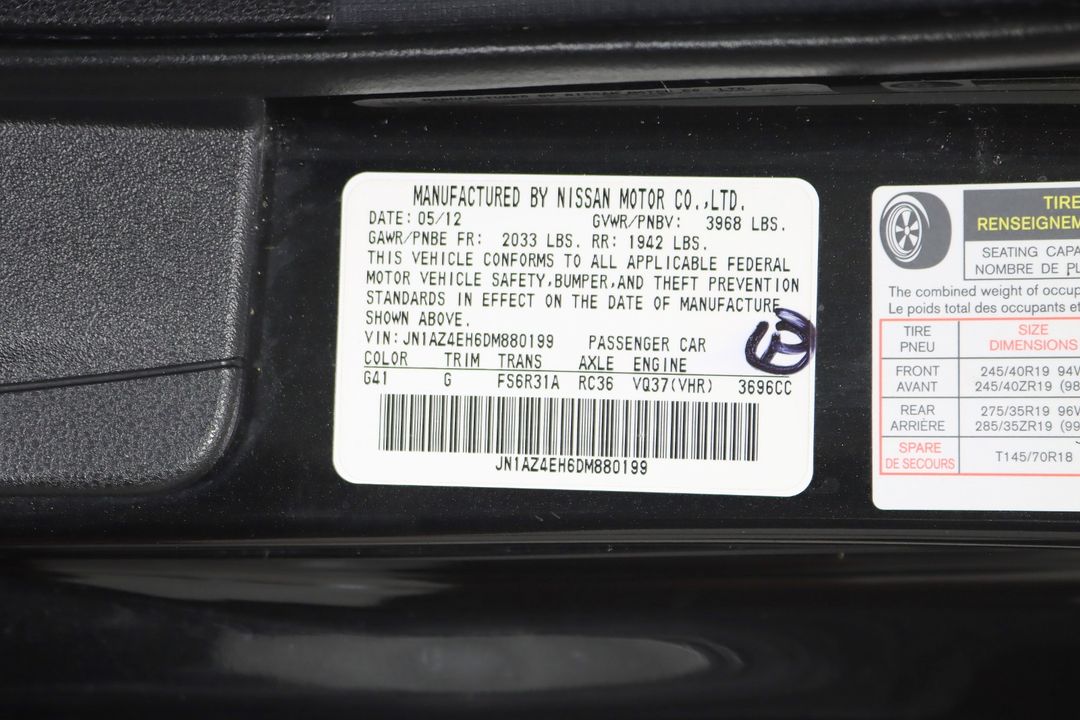 MANUFACTURED BY NISSAN MOTOR CO.,LTD.
DATE: 05/12 GVWR/PNBV: 3968 LBS.
GAWR/PNBE FR: 2033 LBS. RR: 1942 LBS.
THIS VEHICLE CONFORMS TO ALL APPLICABLE FEDERAL
MOTOR VEHICLE SAFETY,BUMPER,AND THEFT PREVENTION
STANDARDS IN EFFECT ON THE DATE OF MANUFACTURE
SHOWN ABOVE.
VIN: JN1AZ4EH6DM880199 PASSENGER CAR
COLOR TRIM TRANS AXLE ENGINE
G41 G FS6R31A RC36 VQ37(VHR) 3696CC
JN1AZ4EH6DM880199
TIRE
RENSEIGNEM
SEATING CAPA
NOMBRE DE PL
The combined weight of occup
Le poids total des occupants et
TIRE SIZE
PNEU DIMENSIONS
FRONT 245/40R19 94W
AVANT 245/40ZR19 (98
REAR 275/35R19 96W
ARRIÈRE 285/35ZR19 (99
SPARE
DE SECOURS T145/70R18